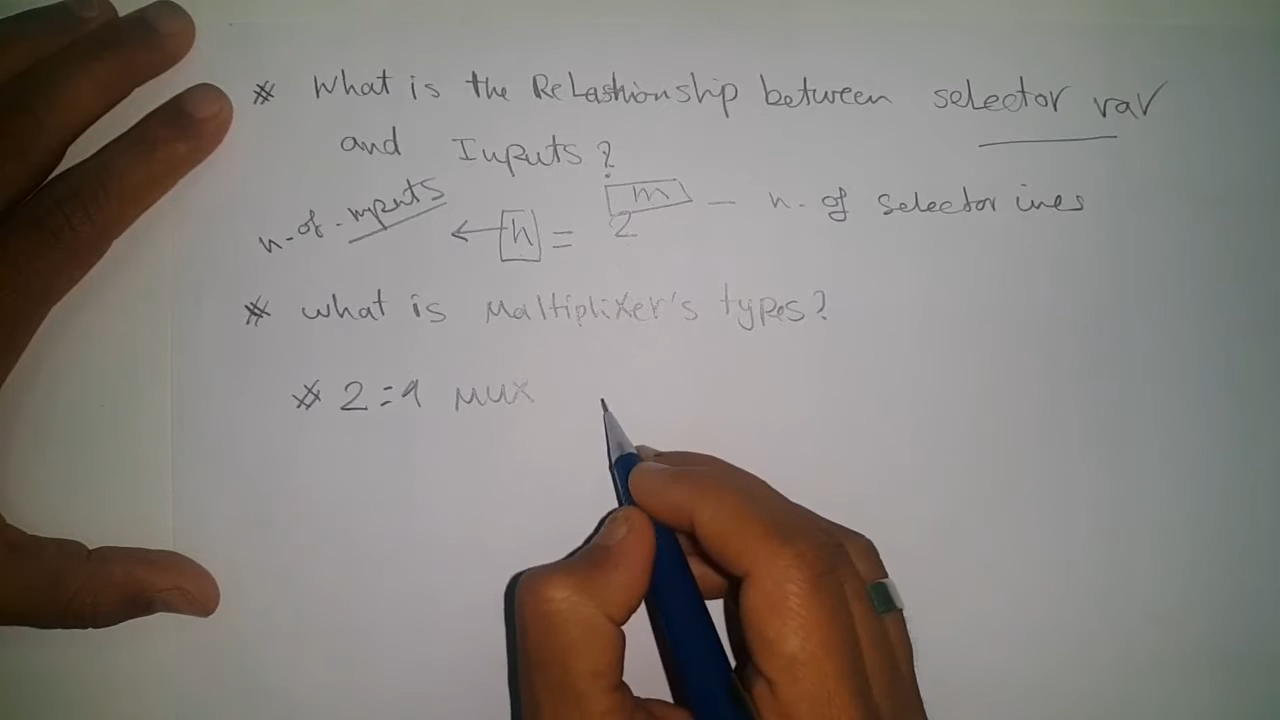 * What is the Relashionship between selector var
and Inputs?
n.of.inputs ← n = 2 m — n. of selector ines
* what is Maltiplixer's types?
* 2:1 MUX